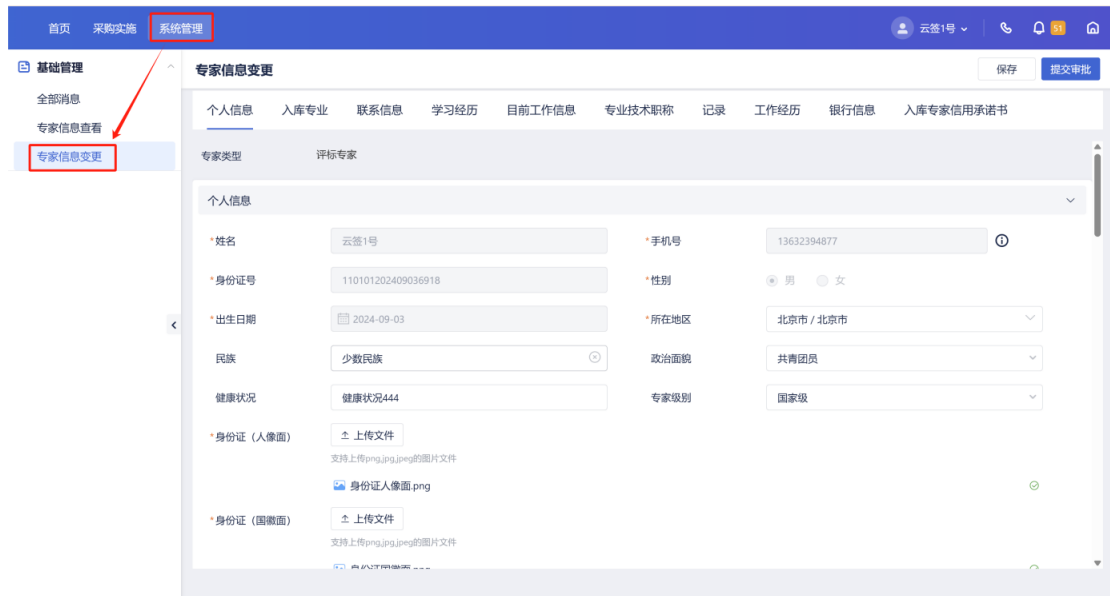 首页 采购实施 系统管理 云签1号 51
基础管理
全部消息
专家信息查看
专家信息变更
专家信息变更 保存 提交审批
个人信息 入库专业 联系信息 学习经历 目前工作信息 专业技术职称 记录 工作经历 银行信息 入库专家信用承诺书
专家类型 评标专家
个人信息
*姓名 云签1号 *手机号 13632394877
*身份证号 110101202409036918 *性别 男 女
*出生日期 2024-09-03 *所在地区 北京市 / 北京市
民族 少数民族 政治面貌 共青团员
健康状况 健康状况444 专家级别 国家级
*身份证（人像面） 上传文件
支持上传png,jpg,jpeg的图片文件
身份证人像面.png
*身份证（国徽面） 上传文件
支持上传png,jpg,jpeg的图片文件